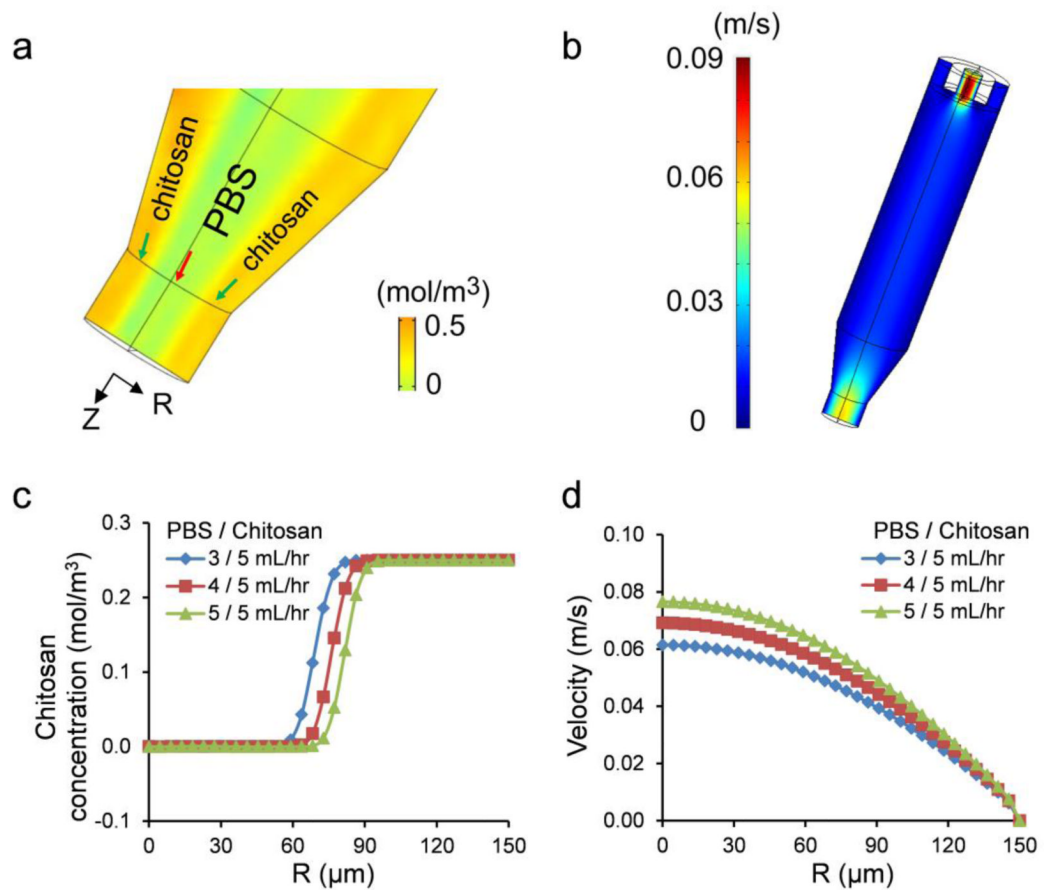 a
chitosan
PBS
chitosan
(mol/m³)
0.5
0
Z
R
b
(m/s)
0.09
0.06
0.03
0
c
Chitosan
concentration (mol/m³)
0.3
0.2
0.1
0.0
-0.1
PBS / Chitosan
3 / 5 mL/hr
4 / 5 mL/hr
5 / 5 mL/hr
0 30 60 90 120 150
R (μm)
d
Velocity (m/s)
0.10
0.08
0.06
0.04
0.02
0.00
PBS / Chitosan
3 / 5 mL/hr
4 / 5 mL/hr
5 / 5 mL/hr
0 30 60 90 120 150
R (μm)